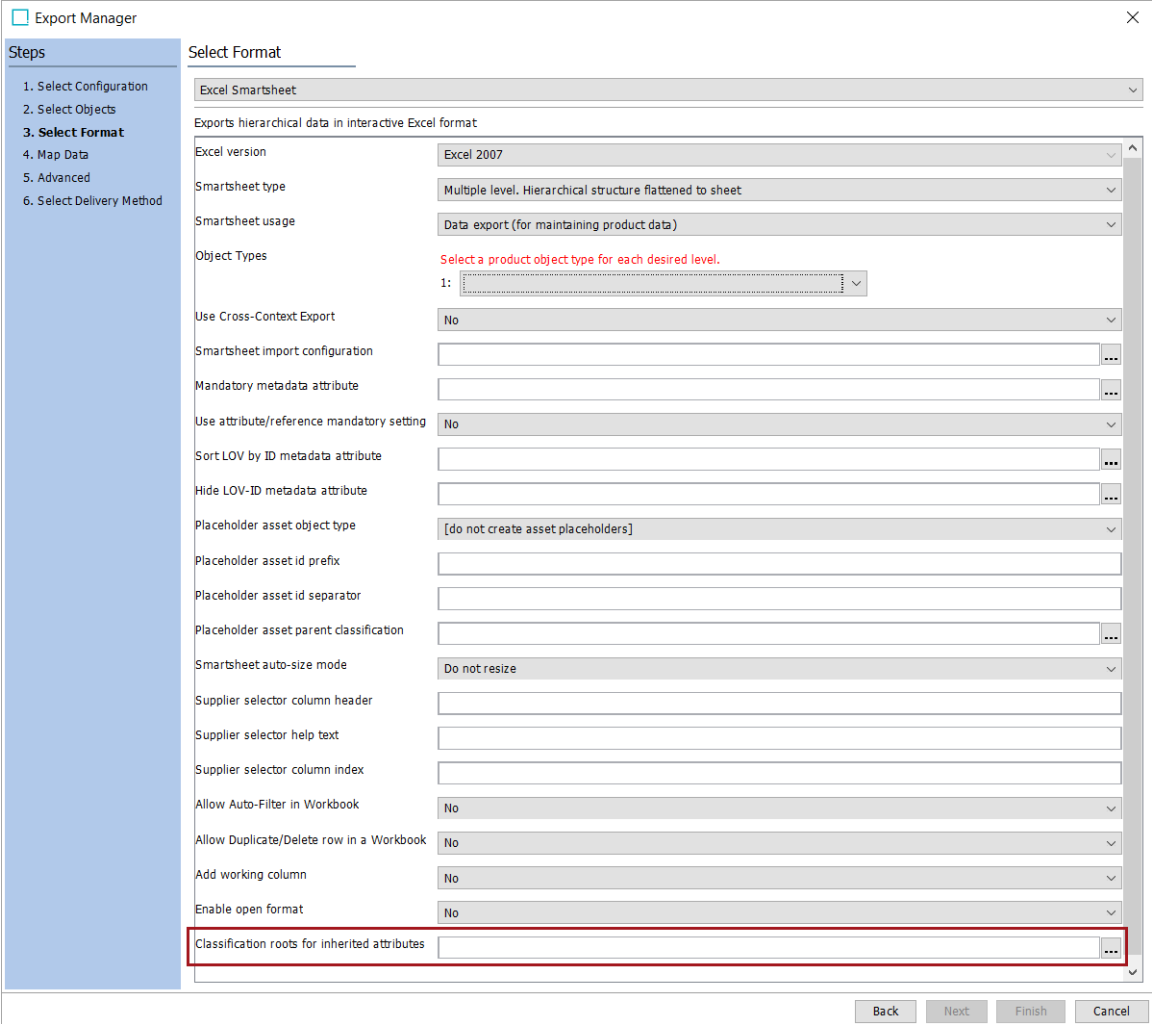 Export Manager
Steps
1. Select Configuration
2. Select Objects
3. Select Format
4. Map Data
5. Advanced
6. Select Delivery Method
Select Format
Excel Smartsheet
Exports hierarchical data in interactive Excel format
Excel version Excel 2007
Smartsheet type Multiple level. Hierarchical structure flattened to sheet
Smartsheet usage Data export (for maintaining product data)
Object Types Select a product object type for each desired level.
1:
Use Cross-Context Export No
Smartsheet import configuration ...
Mandatory metadata attribute ...
Use attribute/reference mandatory setting No
Sort LOV by ID metadata attribute ...
Hide LOV-ID metadata attribute ...
Placeholder asset object type [do not create asset placeholders]
Placeholder asset id prefix
Placeholder asset id separator
Placeholder asset parent classification ...
Smartsheet auto-size mode Do not resize
Supplier selector column header
Supplier selector help text
Supplier selector column index
Allow Auto-Filter in Workbook No
Allow Duplicate/Delete row in a Workbook No
Add working column No
Enable open format No
Classification roots for inherited attributes ...
Back Next Finish Cancel